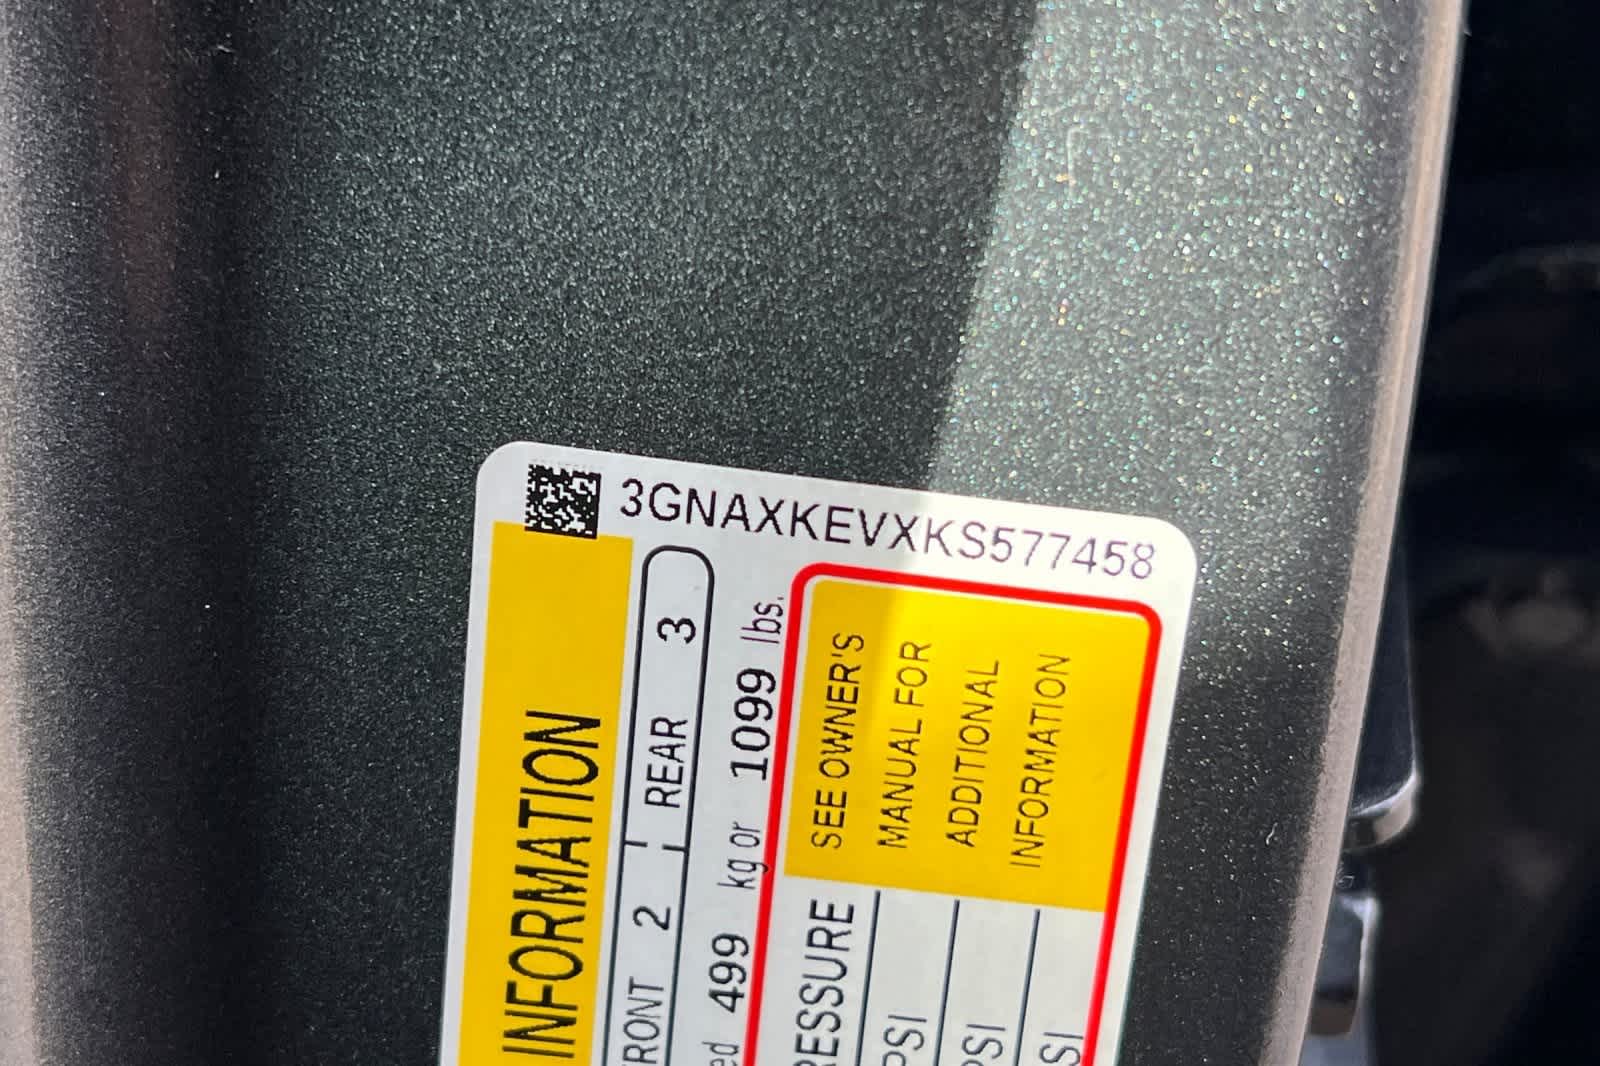 3GNAXKEVXKS577458
INFORMATION
FRONT 2 REAR 3
499 kg or 1099 lbs.
PRESSURE
SEE OWNER'S
MANUAL FOR
ADDITIONAL
INFORMATION
PSI
PSI
PSI